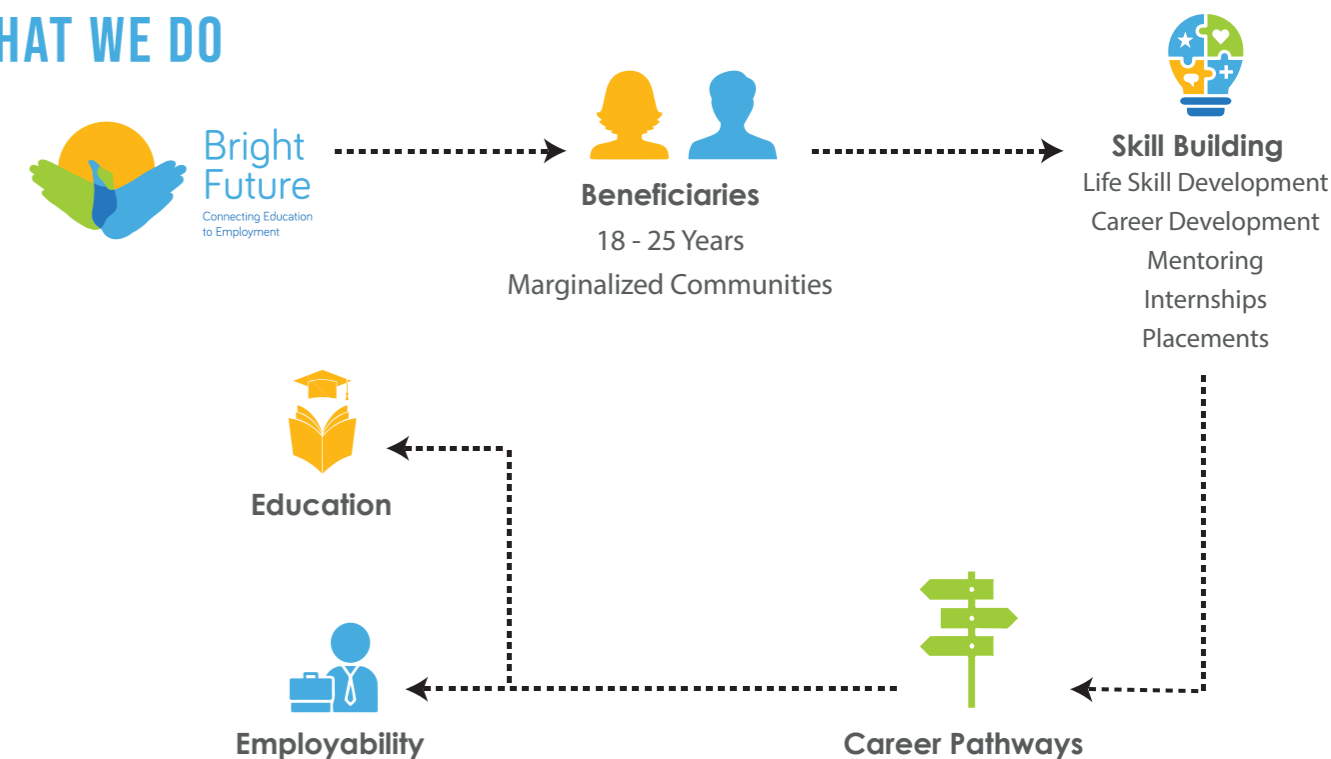 HAT WE DO
Bright
Future
Connecting Education
to Employment
Beneficiaries
18 - 25 Years
Marginalized Communities
Skill Building
Life Skill Development
Career Development
Mentoring
Internships
Placements
Education
Employability
Career Pathways